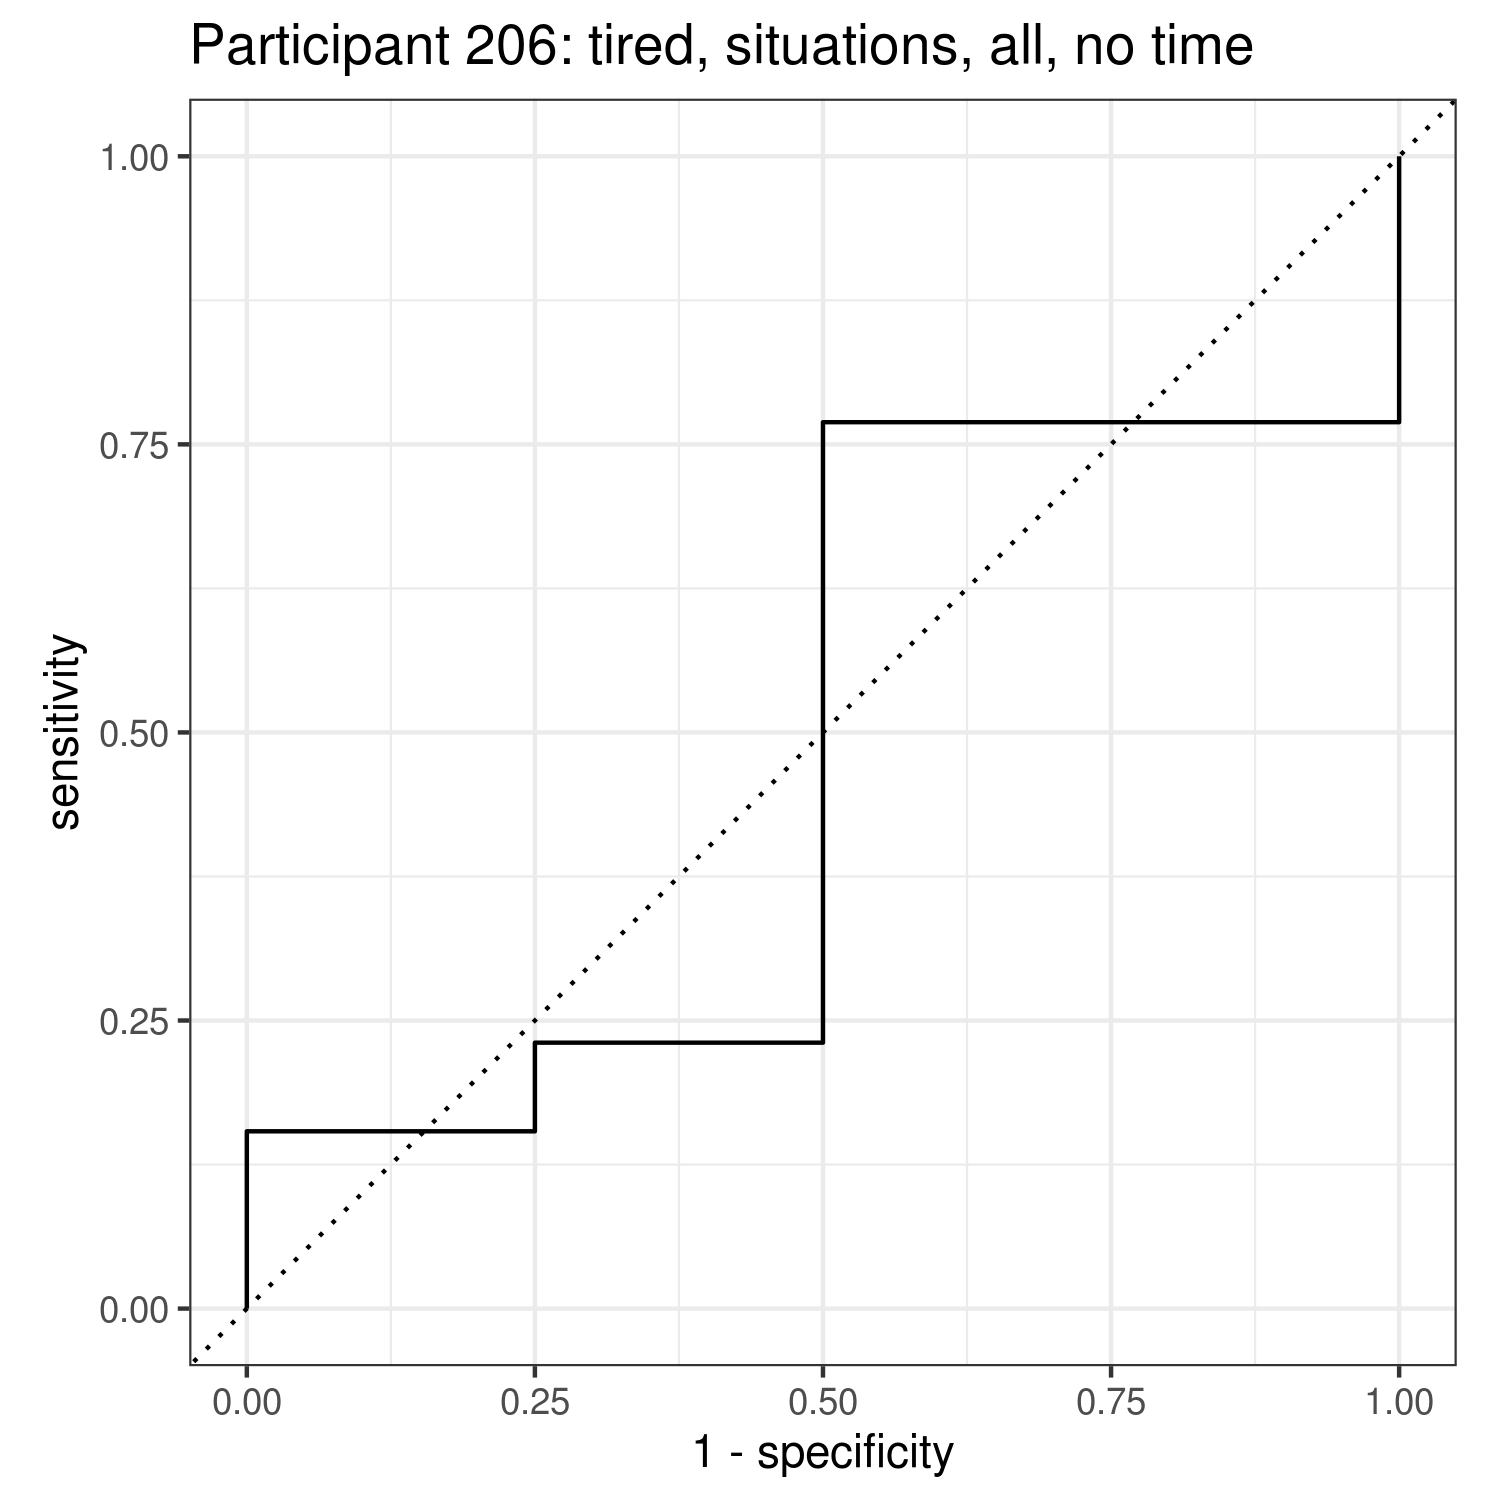 Participant 206: tired, situations, all, no time
1.00
0.75
0.50
0.25
0.00
sensitivity
0.00 0.25 0.50 0.75 1.00
1 - specificity